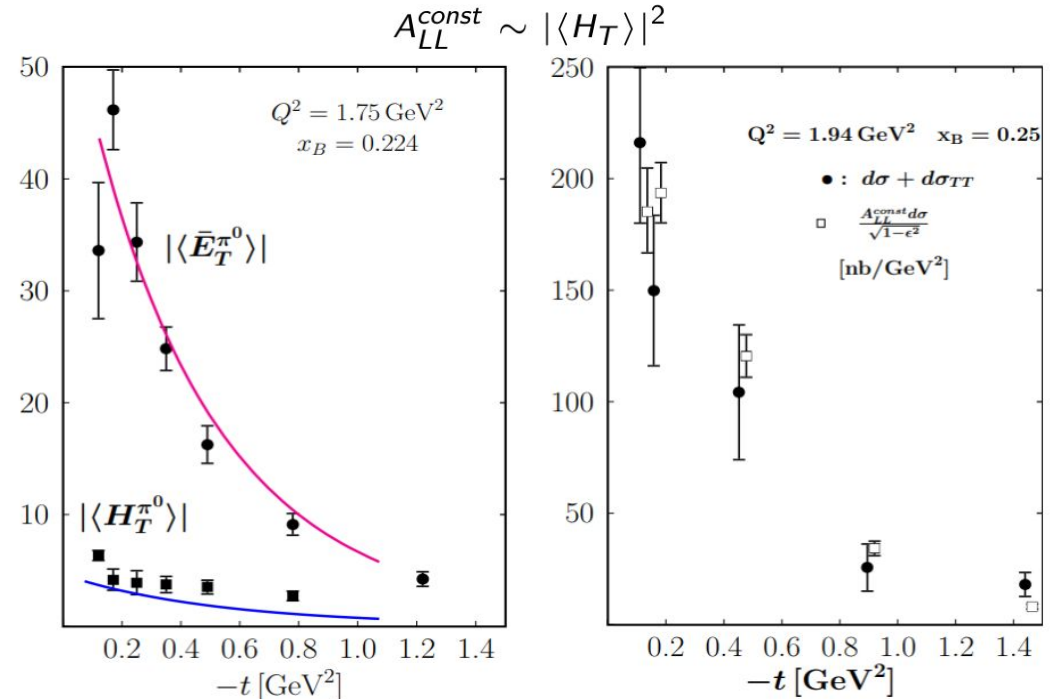 A_{LL}^{const} ∼ |⟨H_T⟩|^2
50
40
30
20
10
Q^2 = 1.75 GeV^2
x_B = 0.224
|⟨Ē_T^{π^0}⟩|
|⟨H_T^{π^0}⟩|
0.2 0.4 0.6 0.8 1.0 1.2 1.4
−t [GeV^2]
250
200
150
100
50
Q^2 = 1.94 GeV^2 x_B = 0.25
● : dσ + dσ_{TT}
□ A_{LL}^{const} dσ / √(1−ϵ^2)
[nb/GeV^2]
0.2 0.4 0.6 0.8 1.0 1.2 1.4
−t [GeV^2]